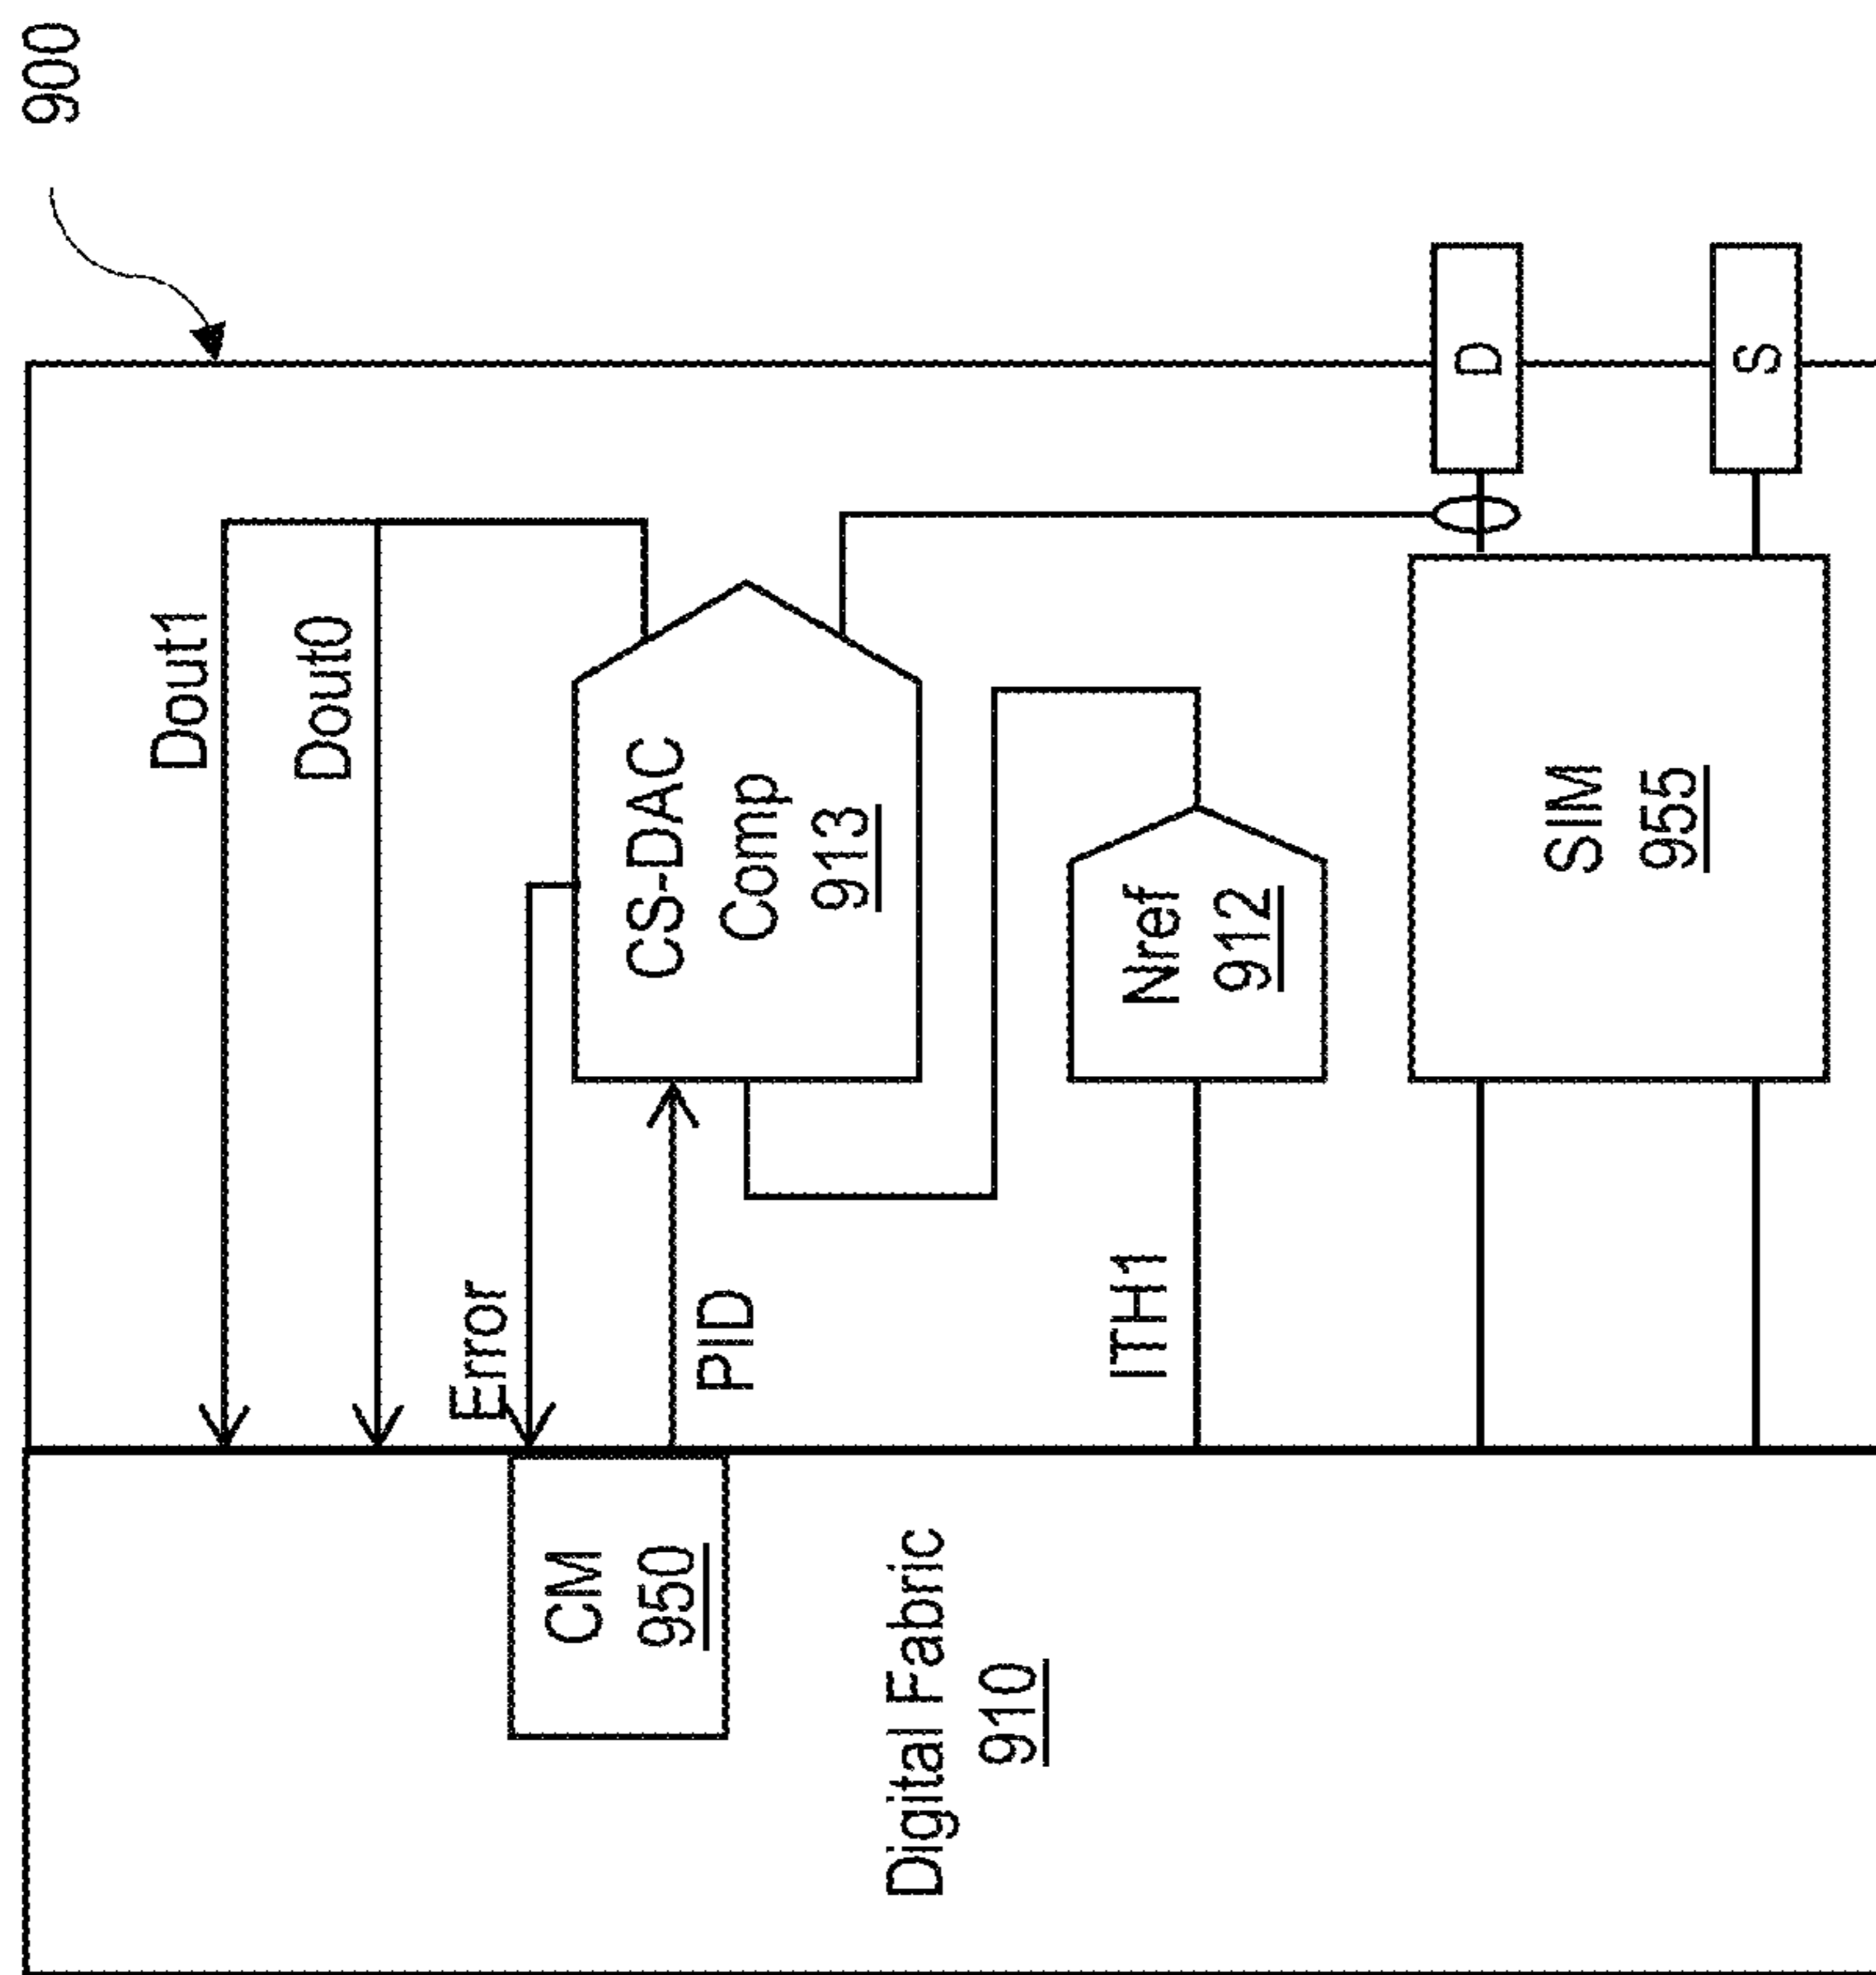 900
Dout1
Dout0
Error
PID
CS-DAC
Comp
913
Nref
912
ITH1
CM
950
Digital Fabric
910
SIM
955
D
S